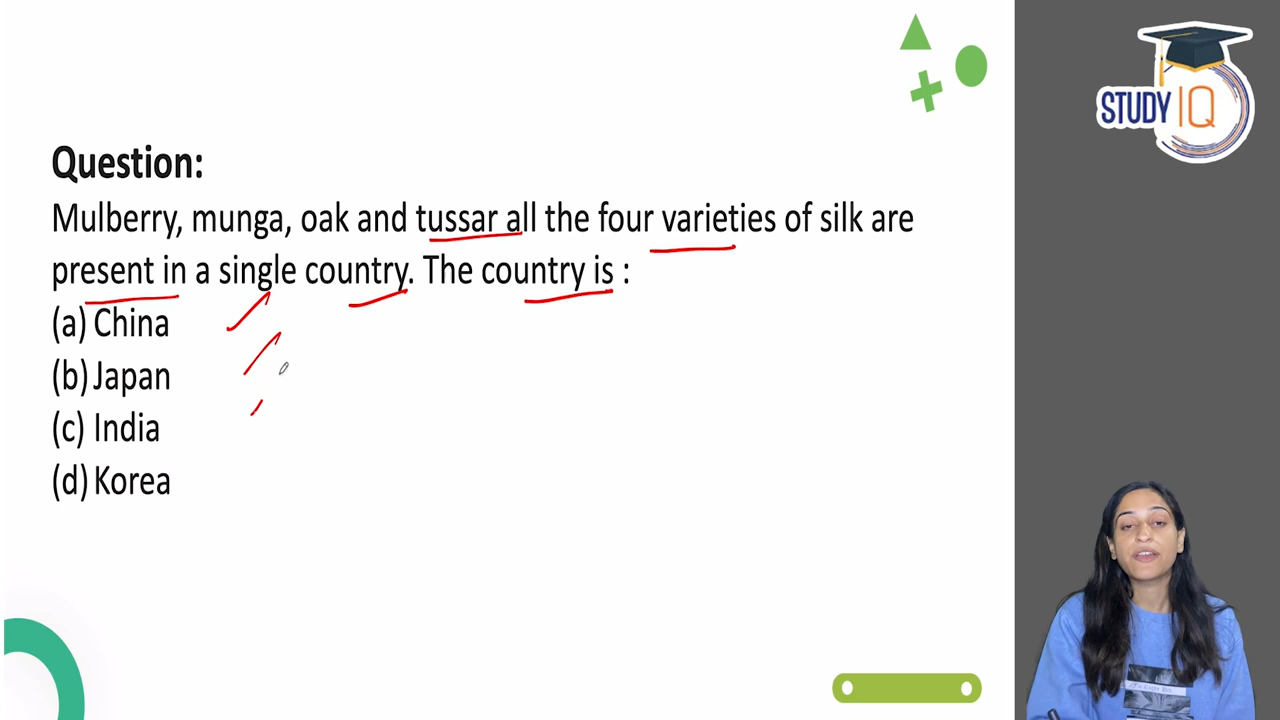 STUDY IQ
Question:
Mulberry, munga, oak and tussar all the four varieties of silk are
present in a single country. The country is :
(a) China
(b) Japan
(c) India
(d) Korea